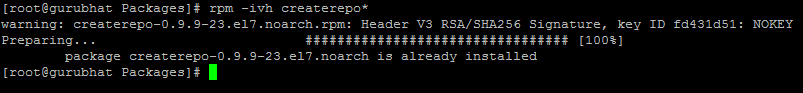 [root@gurubhat Packages]# rpm -ivh createrepo*
warning: createrepo-0.9.9-23.el7.noarch.rpm: Header V3 RSA/SHA256 Signature, key ID fd431d51: NOKEY
Preparing...                          ################################# [100%]
        package createrepo-0.9.9-23.el7.noarch is already installed
[root@gurubhat Packages]#